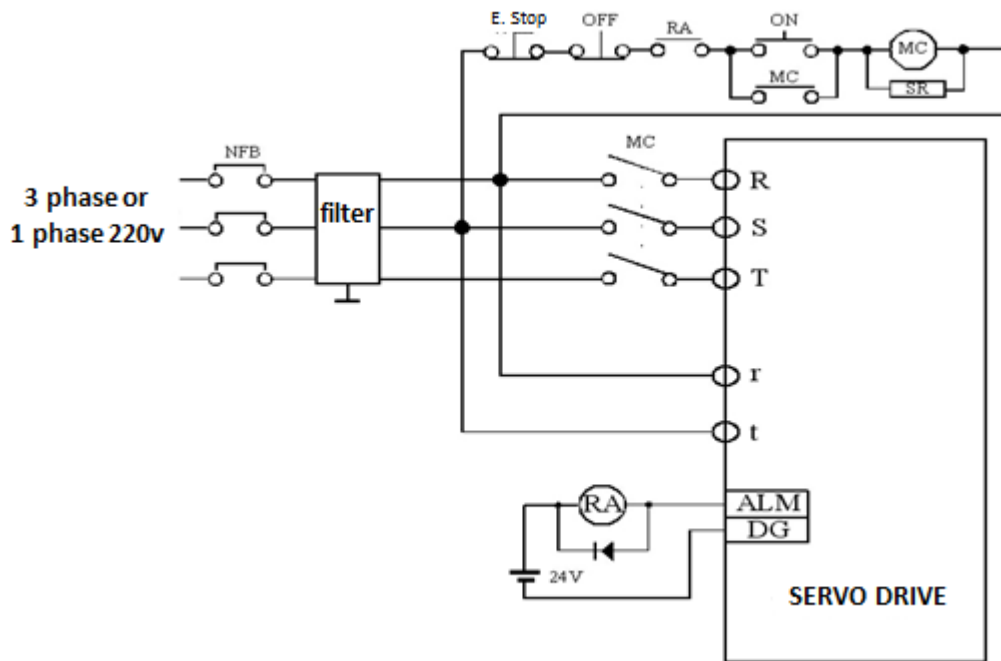 E. Stop
OFF
RA
ON
MC
MC
SR
NFB
MC
3 phase or
1 phase 220v
filter
R
S
T
r
t
RA
ALM
DG
24V
SERVO DRIVE